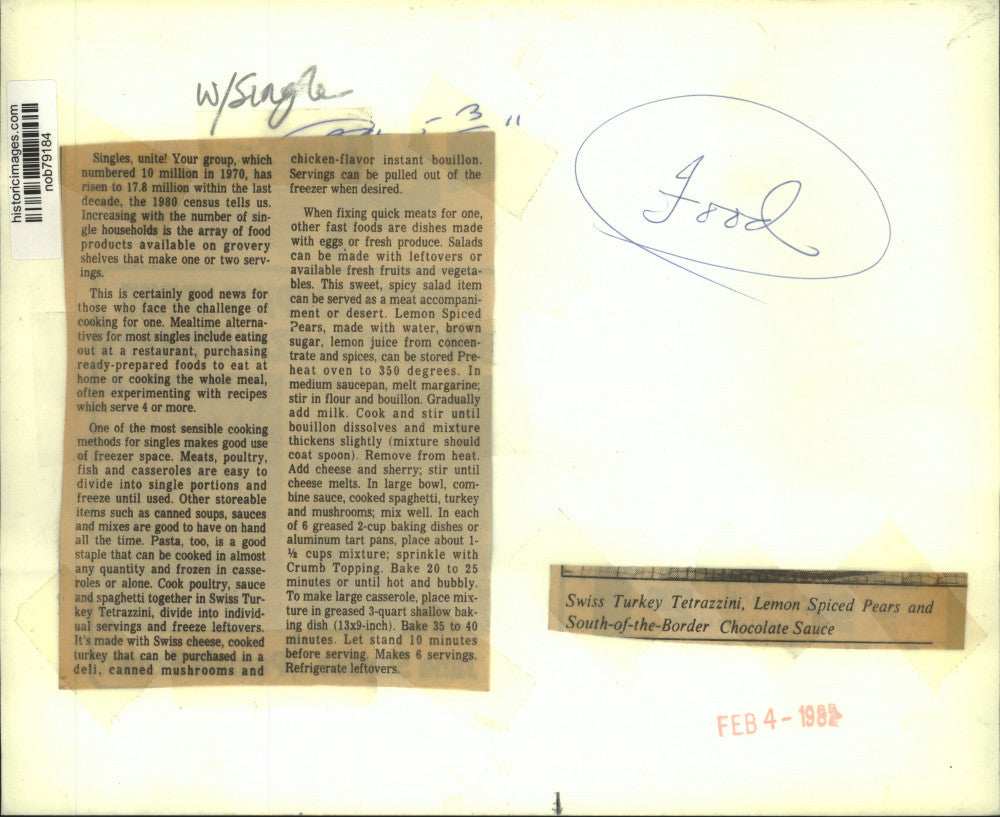 w/Single
historicimages.com
nob79184
Food
Singles, unite! Your group, which
numbered 10 million in 1970, has
risen to 17.8 million within the last
decade, the 1980 census tells us.
Increasing with the number of sin-
gle households is the array of food
products available on grovery
shelves that make one or two serv-
ings.
This is certainly good news for
those who face the challenge of
cooking for one. Mealtime alterna-
tives for most singles include eating
out at a restaurant, purchasing
ready-prepared foods to eat at
home or cooking the whole meal,
often experimenting with recipes
which serve 4 or more.
One of the most sensible cooking
methods for singles makes good use
of freezer space. Meats, poultry,
fish and casseroles are easy to
divide into single portions and
freeze until used. Other storeable
items such as canned soups, sauces
and mixes are good to have on hand
all the time. Pasta, too, is a good
staple that can be cooked in almost
any quantity and frozen in casse-
roles or alone. Cook poultry, sauce
and spaghetti together in Swiss Tur-
key Tetrazzini, divide into individ-
ual servings and freeze leftovers.
It's made with Swiss cheese, cooked
turkey that can be purchased in a
deli, canned mushrooms and
chicken-flavor instant bouillon.
Servings can be pulled out of the
freezer when desired.
When fixing quick meats for one,
other fast foods are dishes made
with eggs or fresh produce. Salads
can be made with leftovers or
available fresh fruits and vegeta-
bles. This sweet, spicy salad item
can be served as a meat accompani-
ment or desert. Lemon Spiced
Pears, made with water, brown
sugar, lemon juice from concen-
trate and spices, can be stored Pre-
heat oven to 350 degrees. In
medium saucepan, melt margarine;
stir in flour and bouillon. Gradually
add milk. Cook and stir until
bouillon dissolves and mixture
thickens slightly (mixture should
coat spoon). Remove from heat.
Add cheese and sherry; stir until
cheese melts. In large bowl, com-
bine sauce, cooked spaghetti, turkey
and mushrooms; mix well. In each
of 6 greased 2-cup baking dishes or
aluminum tart pans, place about 1-
½ cups mixture; sprinkle with
Crumb Topping. Bake 20 to 25
minutes or until hot and bubbly.
To make large casserole, place mix-
ture in greased 3-quart shallow bak-
ing dish (13x9-inch). Bake 35 to 40
minutes. Let stand 10 minutes
before serving. Makes 6 servings.
Refrigerate leftovers.
Swiss Turkey Tetrazzini, Lemon Spiced Pears and
South-of-the-Border Chocolate Sauce
FEB 4-1982